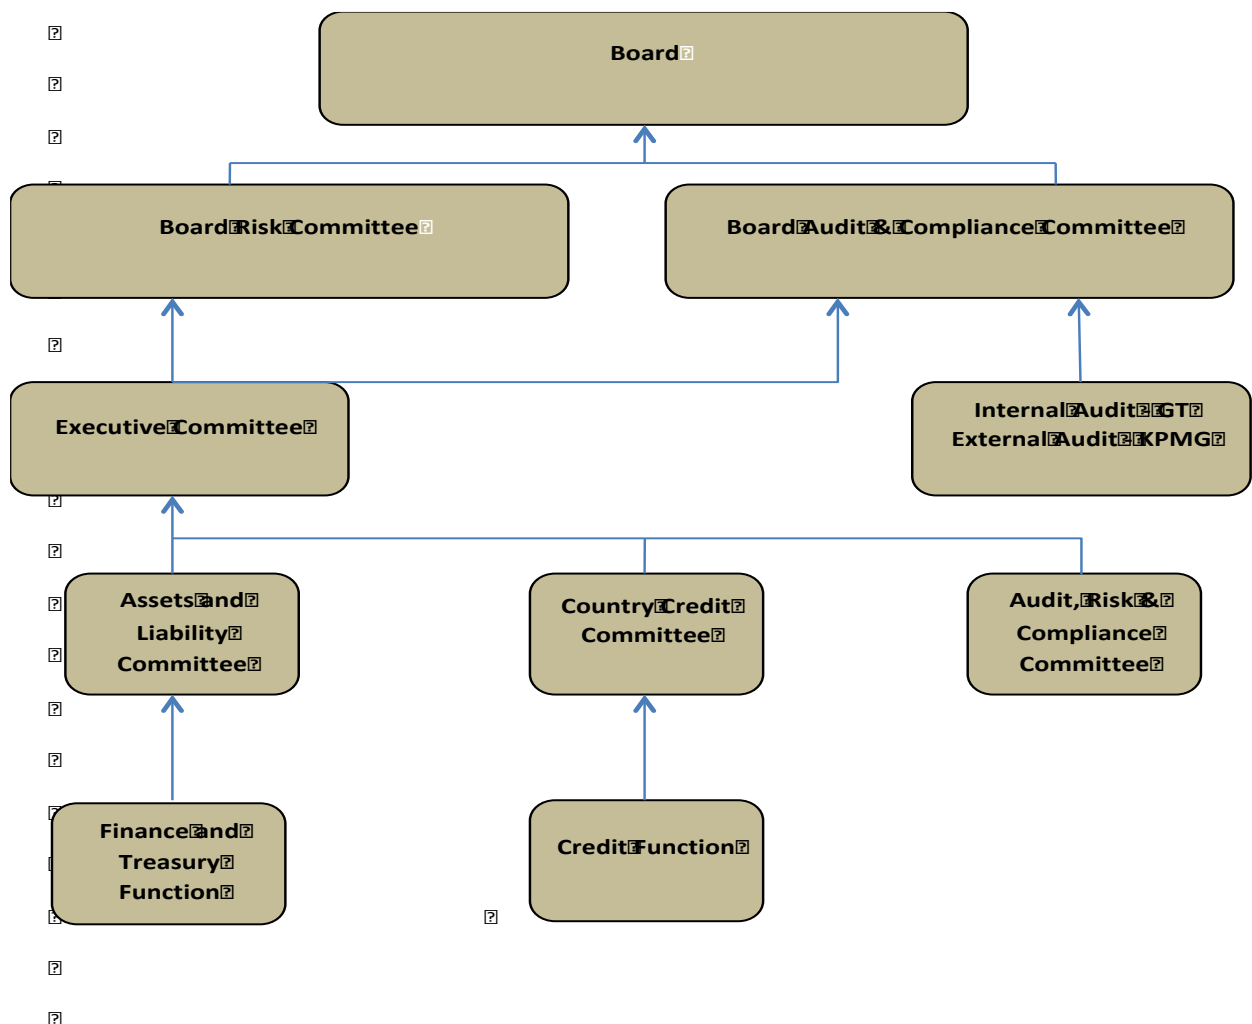 Board
Board Risk Committee
Board Audit & Compliance Committee
Executive Committee
Internal Audit - GT
External Audit - KPMG
Assets and
Liability
Committee
Country Credit
Committee
Audit, Risk &
Compliance
Committee
Finance and
Treasury
Function
Credit Function